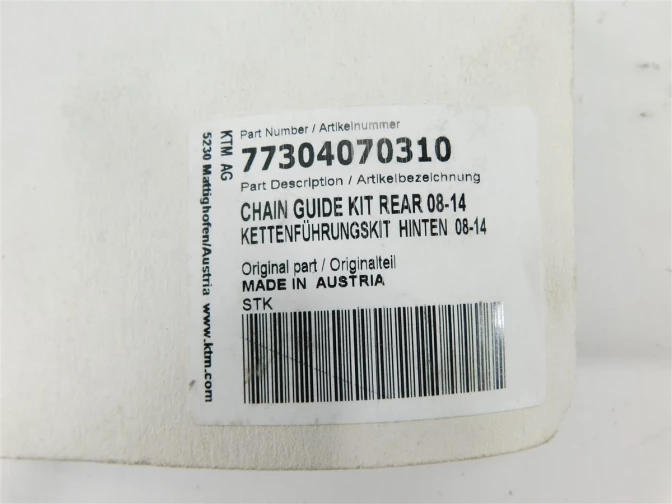 Part Number / Artikelnummer
77304070310
Part Description / Artikelbezeichnung
CHAIN GUIDE KIT REAR 08-14
KETTENFÜHRUNGSKIT HINTEN 08-14
Original part / Originalteil
MADE IN AUSTRIA
STK
KTM AG
5230 Mattighofen/Austria www.ktm.com